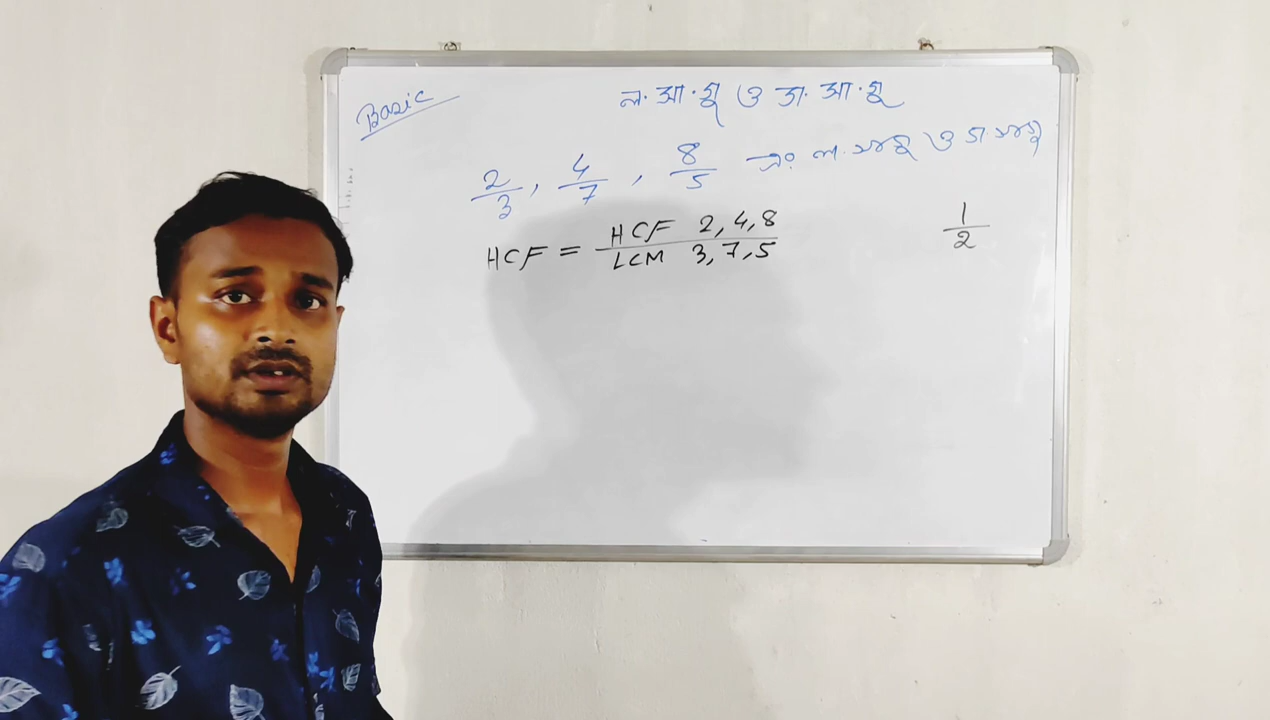 Basic
ল. সা. গু ও গ. সা. গু
2/3, 4/7, 8/5 এর ল. সাগু ও গ. সাগু
HCF = HCF 2, 4, 8 / LCM 3, 7, 5
1/2